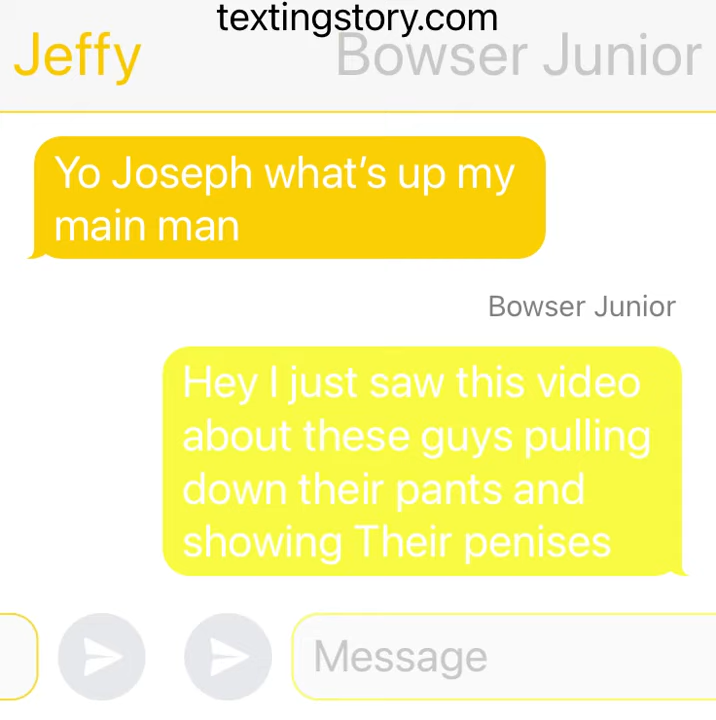 textingstory.com
Jeffy
Bowser Junior
Yo Joseph what’s up my
main man
Bowser Junior
Hey I just saw this video
about these guys pulling
down their pants and
showing Their penises
Message